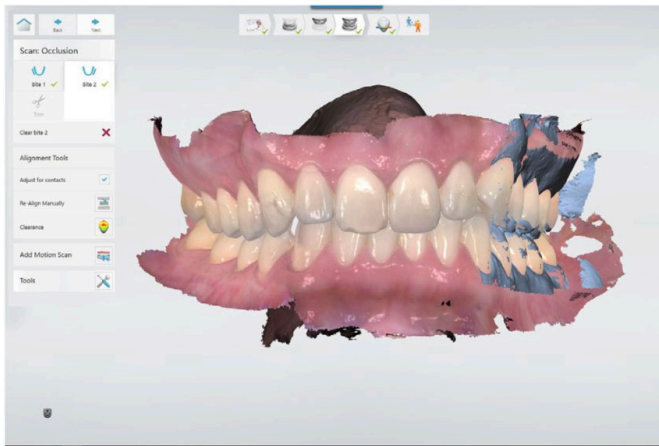 Back
Next
Scan: Occlusion
Bite 1
Bite 2
Trim
Clear bite 2
Alignment Tools
Adjust for contacts
Re-Align Manually
Clearance
Add Motion Scan
Tools